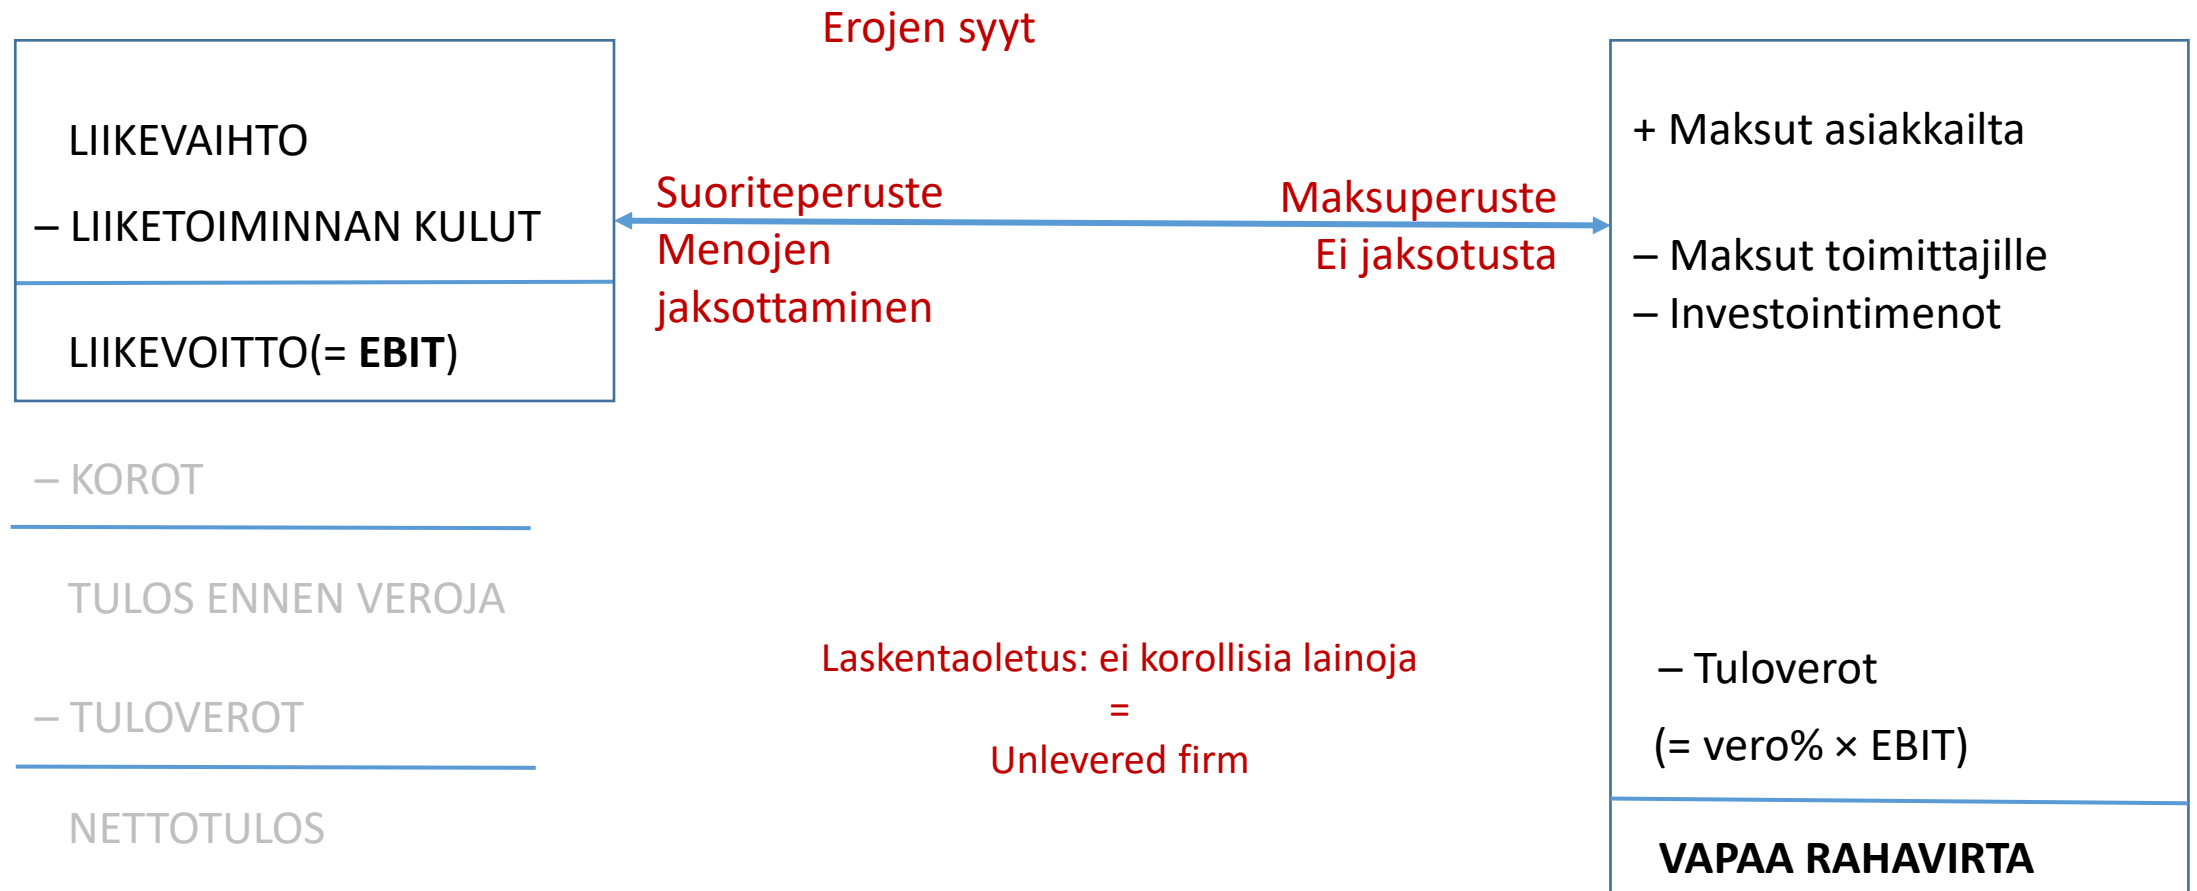 Erojen syyt
LIIKEVAIHTO
– LIIKETOIMINNAN KULUT
LIIKEVOITTO(= EBIT)
– KOROT
TULOS ENNEN VEROJA
– TULOVEROT
NETTOTULOS
Suoriteperuste
Menojen
jaksottaminen
Maksuperuste
Ei jaksotusta
Laskentaoletus: ei korollisia lainoja
=
Unlevered firm
+ Maksut asiakkailta
– Maksut toimittajille
– Investointimenot
– Tuloverot
(= vero% × EBIT)
VAPAA RAHAVIRTA